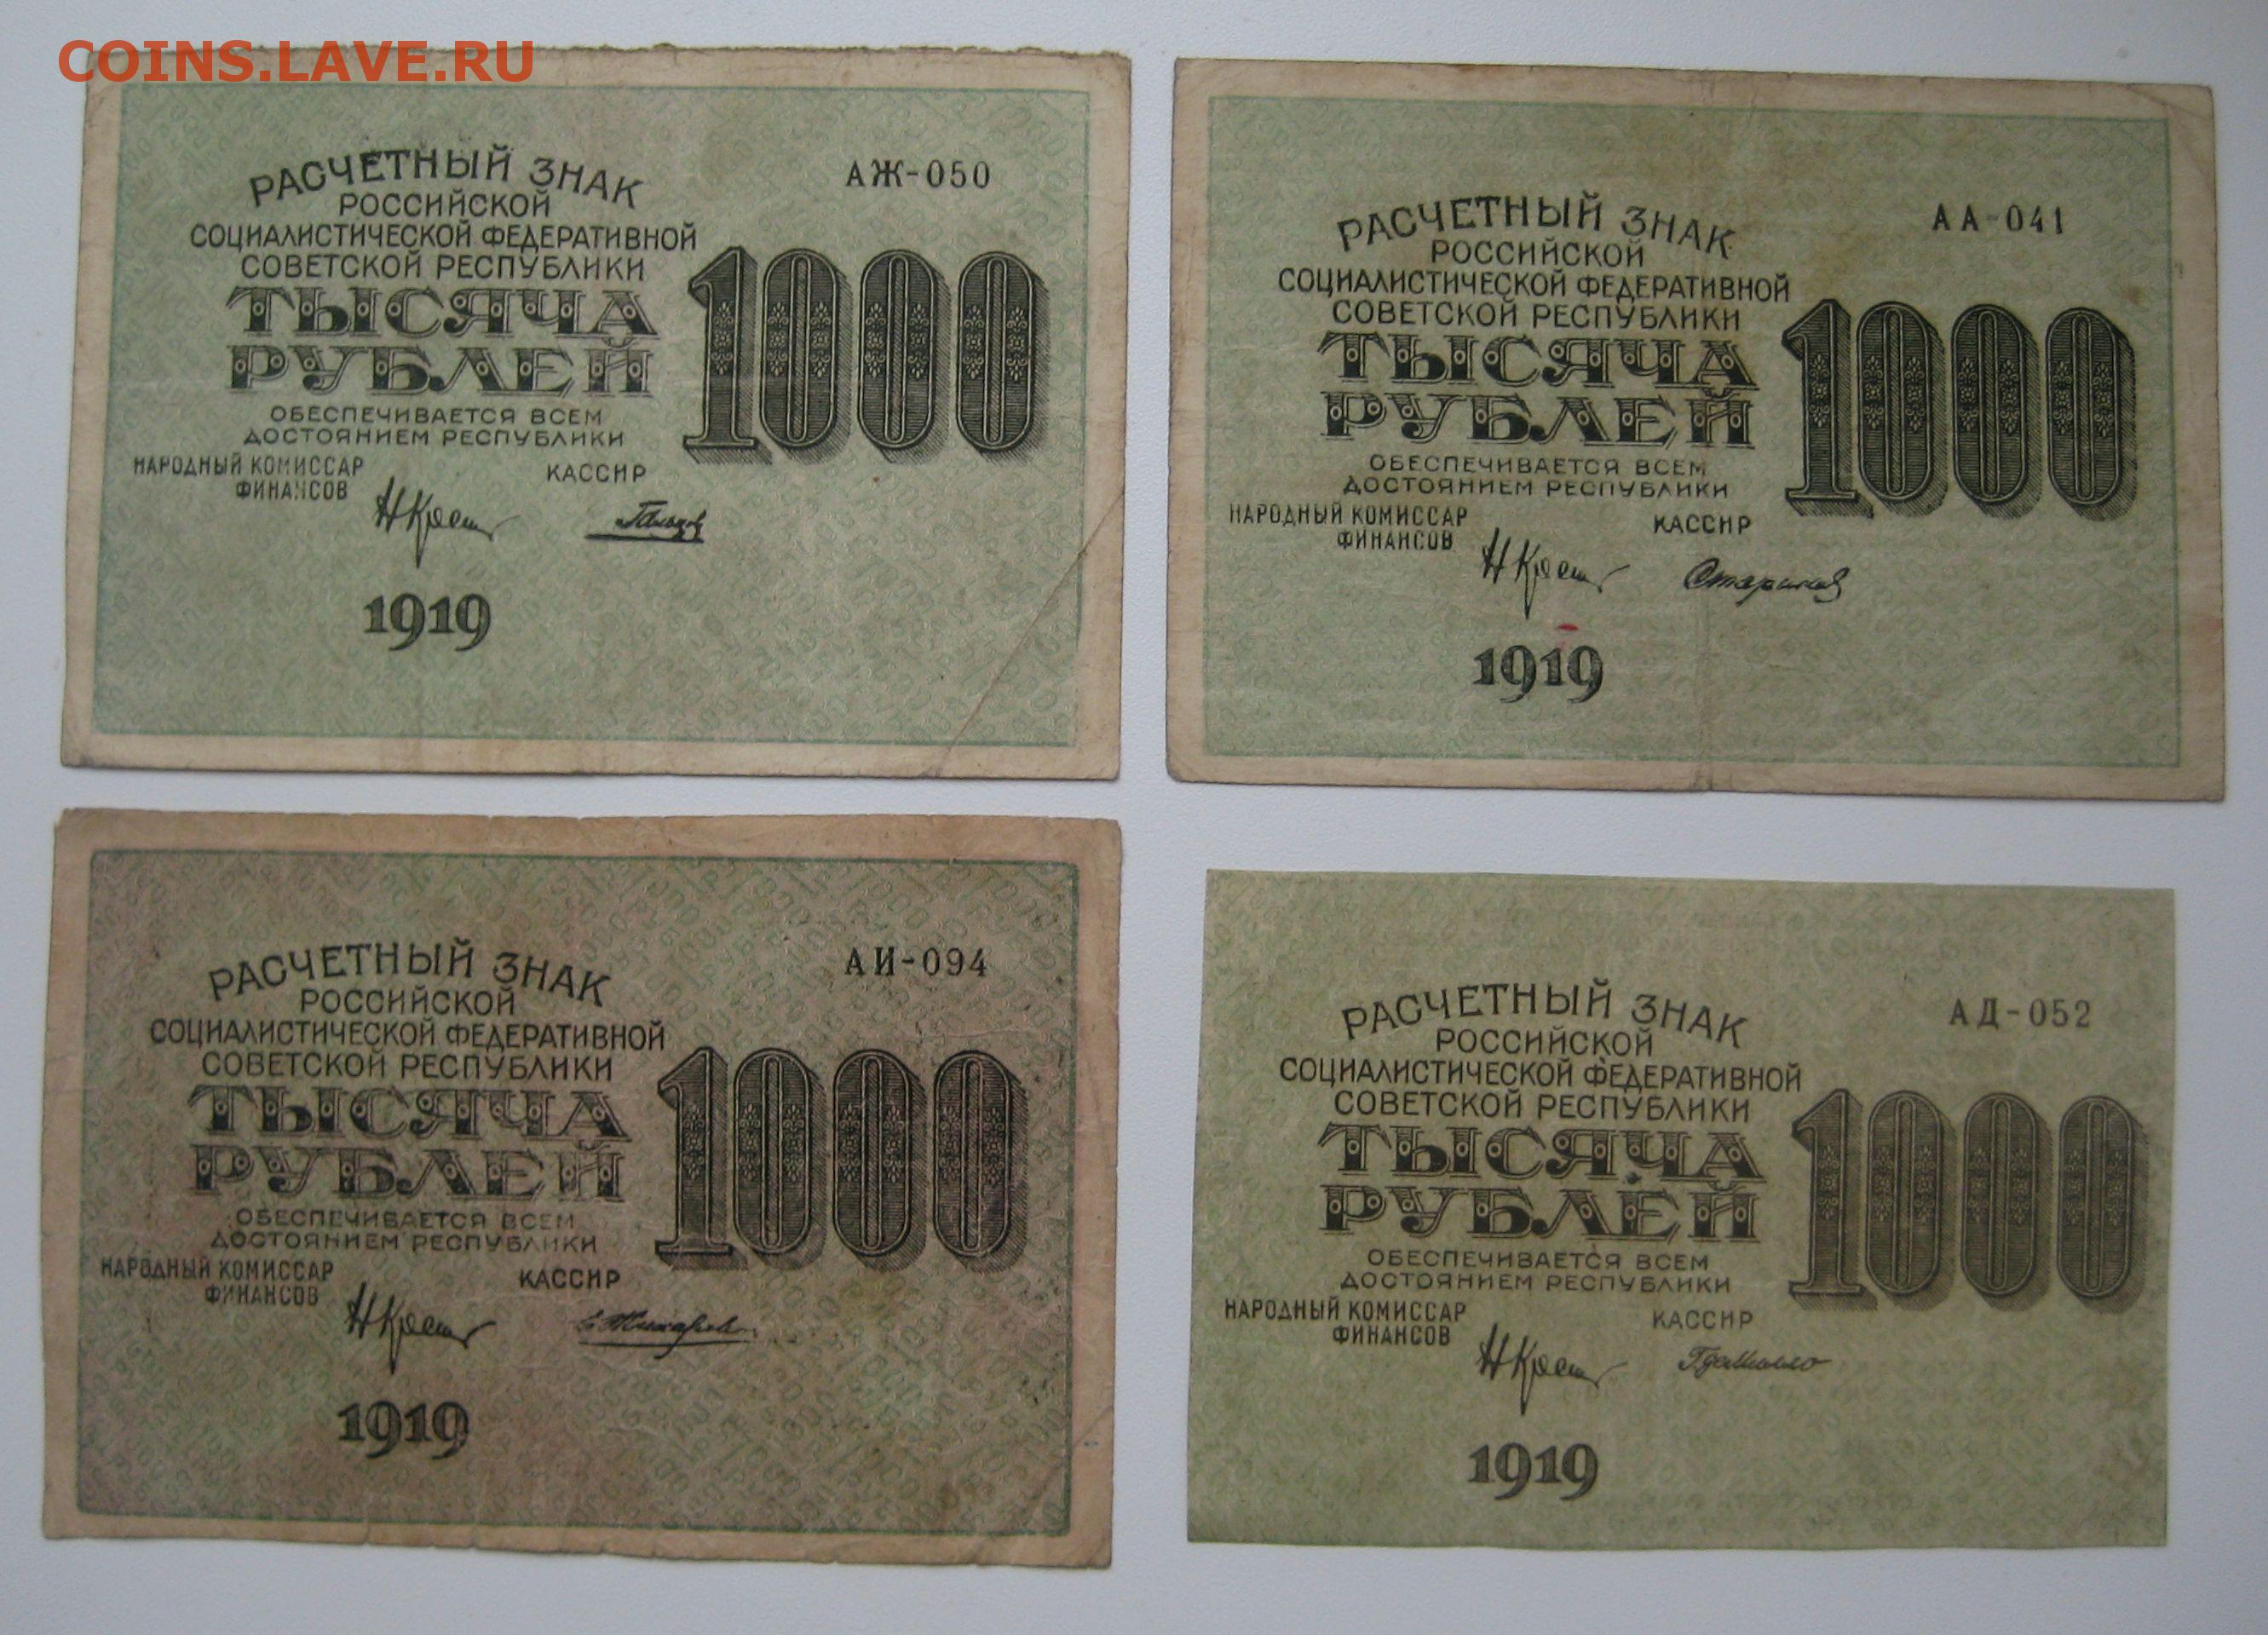 COINS.LAVE.RU
РАСЧЕТНЫЙ ЗНАК
АЖ-050
РОССИЙСКОЙ
СОЦИАЛИСТИЧЕСКОЙ ФЕДЕРАТИВНОЙ
СОВЕТСКОЙ РЕСПУБЛИКИ
ТЫСЯЧА
РУБЛЕЙ
1000
ОБЕСПЕЧИВАЕТСЯ ВСЕМ
ДОСТОЯНИЕМ РЕСПУБЛИКИ
НАРОДНЫЙ КОМИССАР
ФИНАНСОВ
КАССИР
1919
РАСЧЕТНЫЙ ЗНАК
АА-041
РОССИЙСКОЙ
СОЦИАЛИСТИЧЕСКОЙ ФЕДЕРАТИВНОЙ
СОВЕТСКОЙ РЕСПУБЛИКИ
ТЫСЯЧА
РУБЛЕЙ
1000
ОБЕСПЕЧИВАЕТСЯ ВСЕМ
ДОСТОЯНИЕМ РЕСПУБЛИКИ
НАРОДНЫЙ КОМИССАР
ФИНАНСОВ
КАССИР
1919
РАСЧЕТНЫЙ ЗНАК
АИ-094
РОССИЙСКОЙ
СОЦИАЛИСТИЧЕСКОЙ ФЕДЕРАТИВНОЙ
СОВЕТСКОЙ РЕСПУБЛИКИ
ТЫСЯЧА
РУБЛЕЙ
1000
ОБЕСПЕЧИВАЕТСЯ ВСЕМ
ДОСТОЯНИЕМ РЕСПУБЛИКИ
НАРОДНЫЙ КОМИССАР
ФИНАНСОВ
КАССИР
1919
РАСЧЕТНЫЙ ЗНАК
АД-052
РОССИЙСКОЙ
СОЦИАЛИСТИЧЕСКОЙ ФЕДЕРАТИВНОЙ
СОВЕТСКОЙ РЕСПУБЛИКИ
ТЫСЯЧА
РУБЛЕЙ
1000
ОБЕСПЕЧИВАЕТСЯ ВСЕМ
ДОСТОЯНИЕМ РЕСПУБЛИКИ
НАРОДНЫЙ КОМИССАР
ФИНАНСОВ
КАССИР
1919